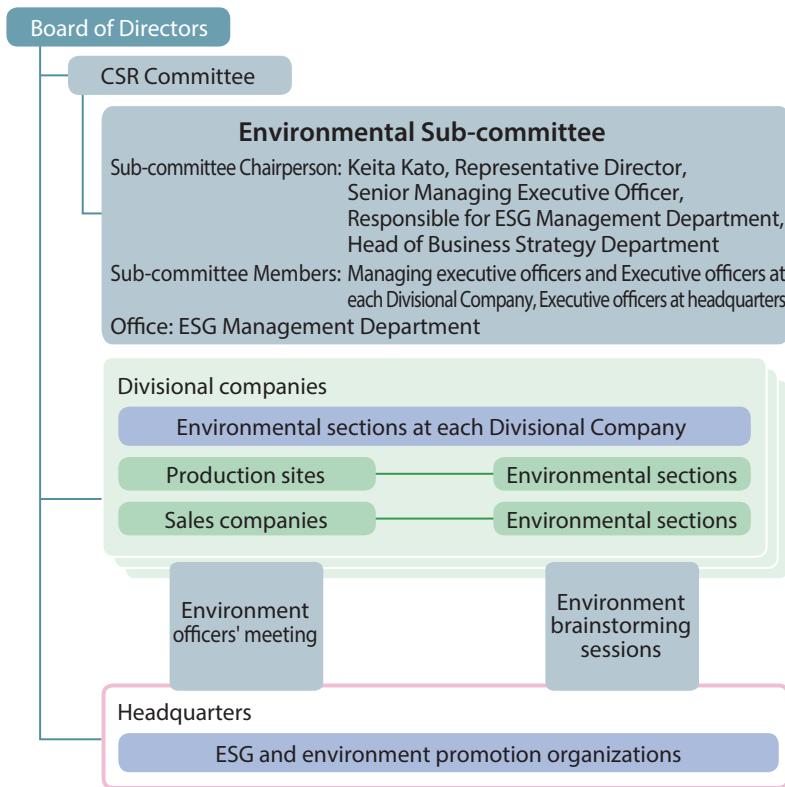 Board of Directors
CSR Committee
Environmental Sub-committee
Sub-committee Chairperson: Keita Kato, Representative Director,
Senior Managing Executive Officer,
Responsible for ESG Management Department,
Head of Business Strategy Department
Sub-committee Members: Managing executive officers and Executive officers at
each Divisional Company, Executive officers at headquarters
Office: ESG Management Department
Divisional companies
Environmental sections at each Divisional Company
Production sites Environmental sections
Sales companies Environmental sections
Environment
officers' meeting
Environment
brainstorming
sessions
Headquarters
ESG and environment promotion organizations